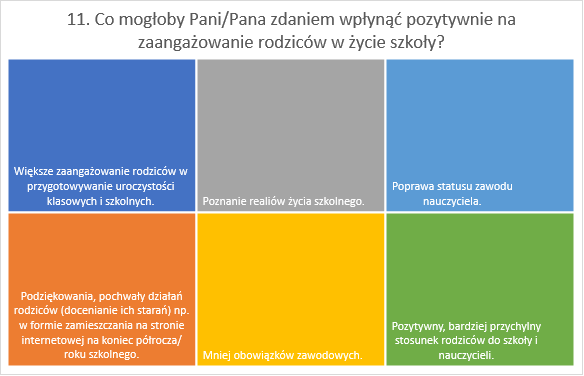 11. Co mogłoby Pani/Pana zdaniem wpłynąć pozytywnie na
zaangażowanie rodziców w życie szkoły?
Większe zaangażowanie rodziców w
przygotowywanie uroczystości
klasowych i szkolnych.
Poznanie realiów życia szkolnego.
Poprawa statusu zawodu
nauczyciela.
Podziękowania, pochwały działań
rodziców (docenianie ich starań) np.
w formie zamieszczania na stronie
internetowej na koniec półrocza/
roku szkolnego.
Mniej obowiązków zawodowych.
Pozytywny, bardziej przychylny
stosunek rodziców do szkoły i
nauczycieli.